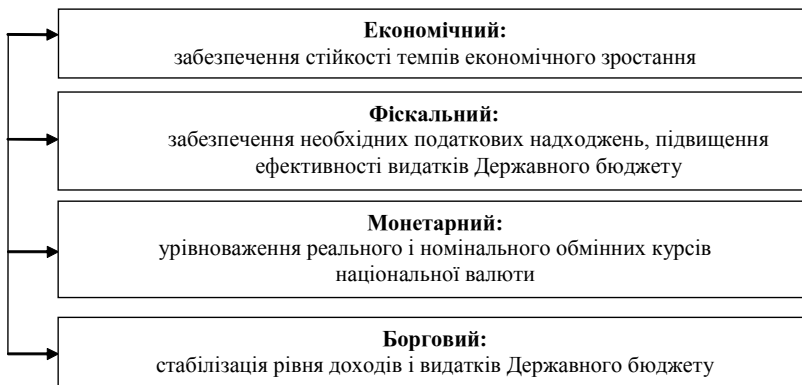 Економічний:
забезпечення стійкості темпів економічного зростання
Фіскальний:
забезпечення необхідних податкових надходжень, підвищення
ефективності видатків Державного бюджету
Монетарний:
урівноваження реального і номінального обмінних курсів
національної валюти
Борговий:
стабілізація рівня доходів і видатків Державного бюджету